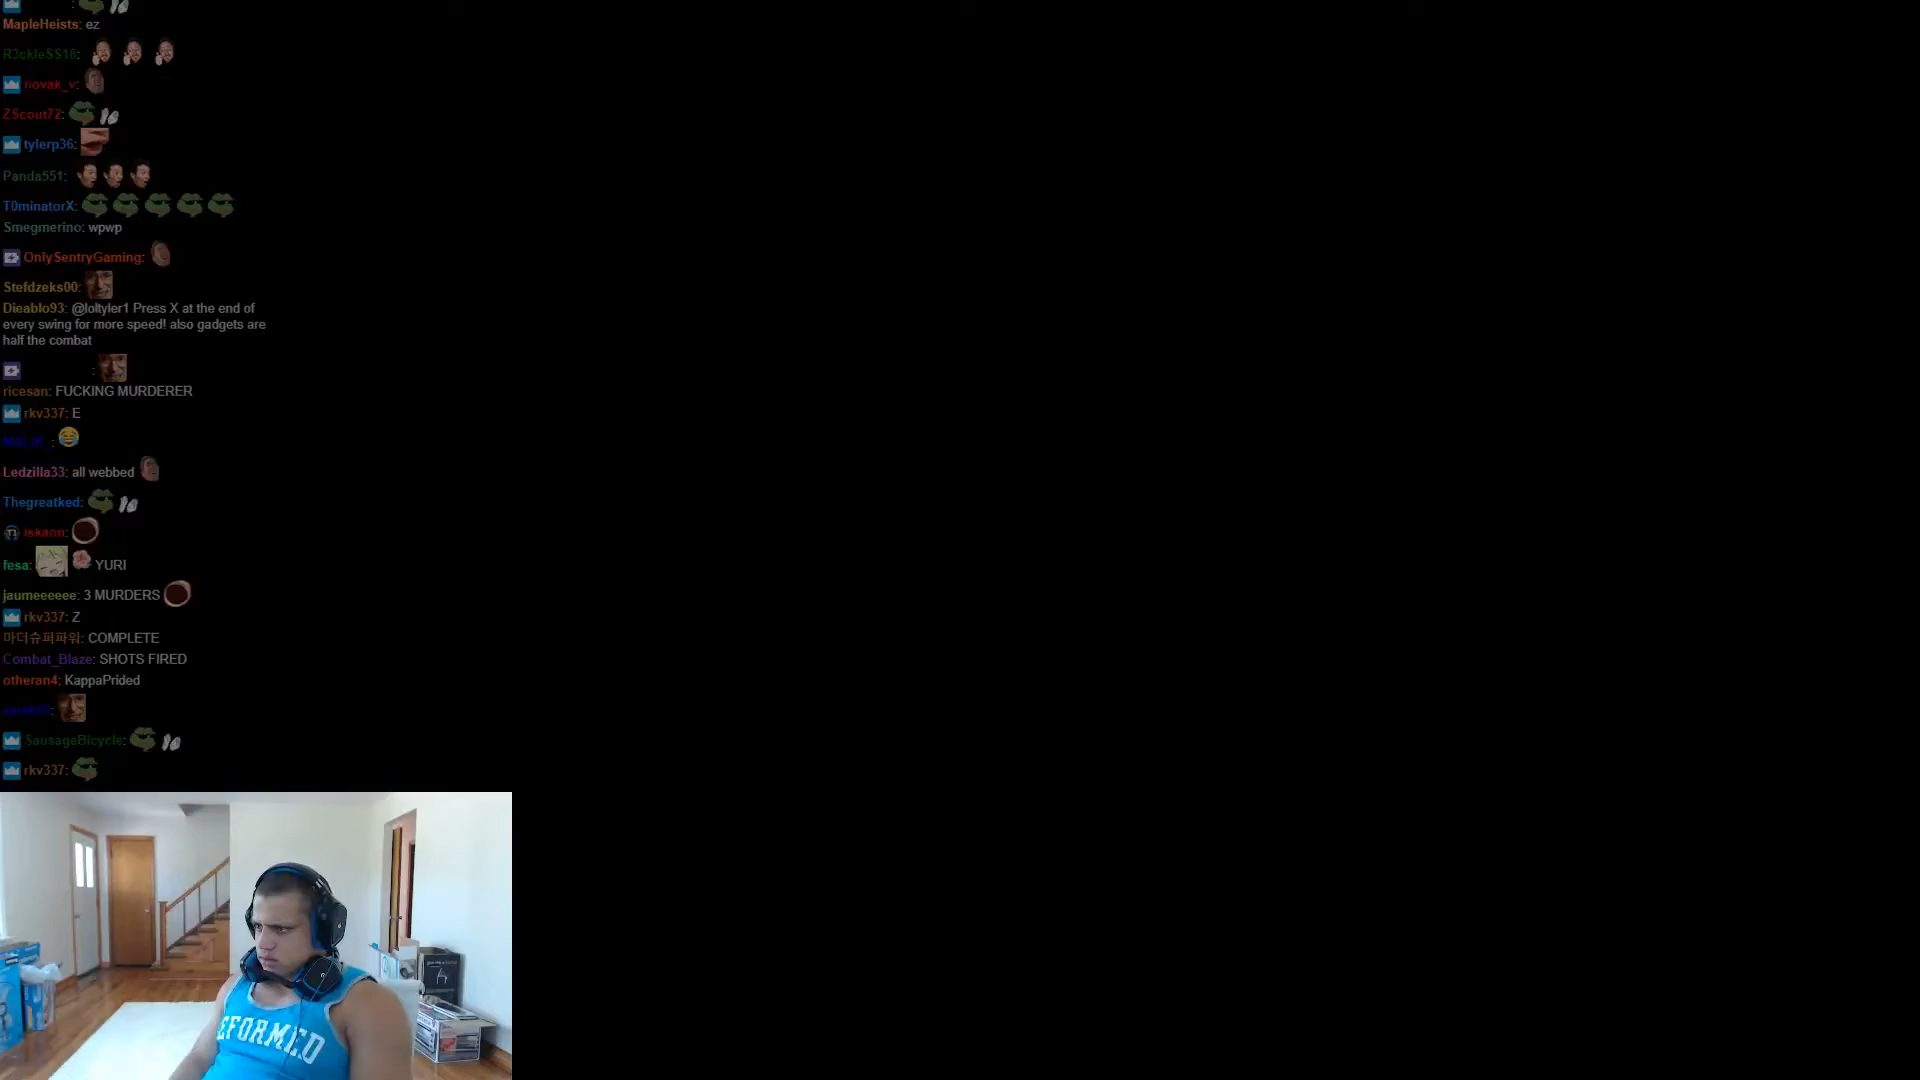 MapleHeists: ez
R3ckleSS18:
novak_v:
ZScout72:
tylerp36:
Panda551:
T0minatorX:
Smegmerino: wpwp
OnlySentryGaming:
Stefdzeks00:
Dieablo93: @loltyler1 Press X at the end of
every swing for more speed! also gadgets are
half the combat
ricesan: FUCKING MURDERER
rkv337: E
Ledzilla33: all webbed
Thegreatked:
iskann:
fesa: YURI
jaumeeeeee: 3 MURDERS
rkv337: Z
마더슈퍼파워: COMPLETE
Combat_Blaze: SHOTS FIRED
otheran4: KappaPrided
SausageBicycle:
rkv337:
EFORMED